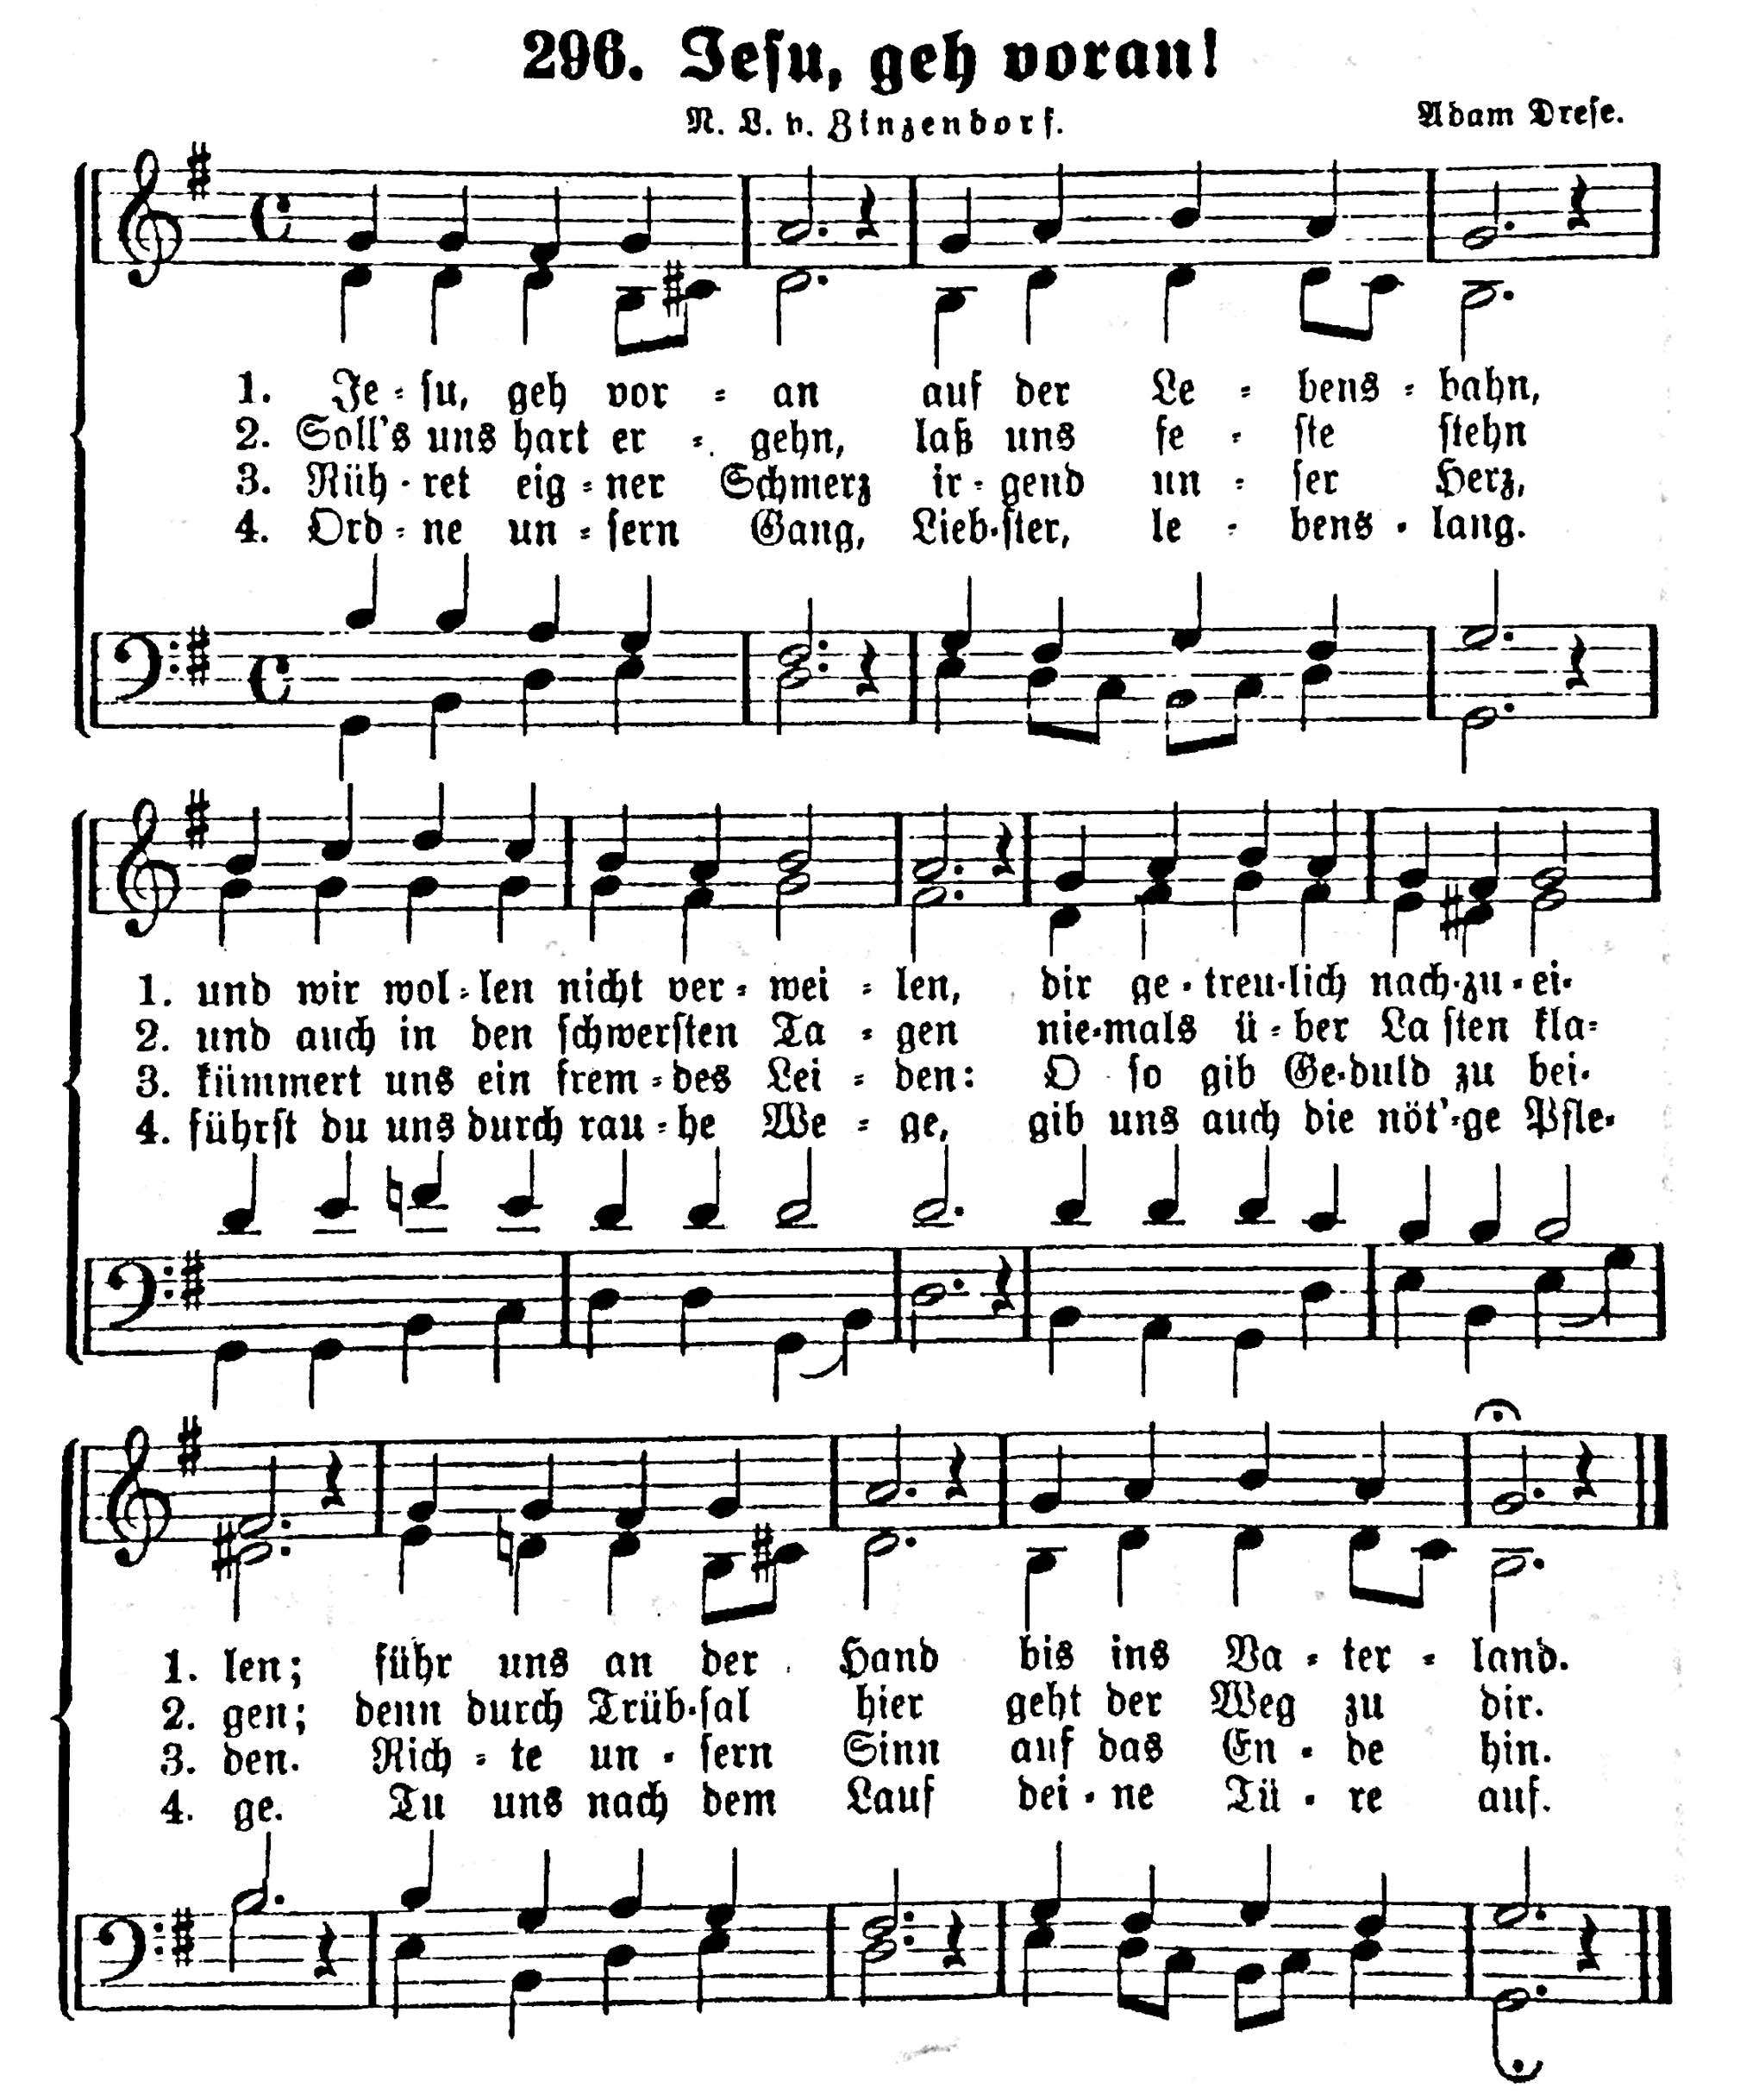 296. Jesu, geh voran!
N. L. v. Zinzendorf.
Adam Drese.
1. Je-su, geh vor-an auf der Le-bens-bahn,
2. Soll's uns hart er-gehn, laß uns fe-ste stehn
3. Rüh-ret eig-ner Schmerz ir-gend un-ser Herz,
4. Ord-ne un-sern Gang, Lieb-ster, le-bens-lang.
1. und wir wol-len nicht ver-wei-len, dir ge-treu-lich nach-zu-ei-
2. und auch in den schwersten Ta-gen nie-mals ü-ber La sten kla-
3. kümmert uns ein frem-des Lei-den: O so gib Ge-duld zu bei-
4. führst du uns durch rau-he We-ge, gib uns auch die nöt'-ge Pfle-
1. len; führ uns an der Hand bis ins Va-ter-land.
2. gen; denn durch Trüb-sal hier geht der Weg zu dir.
3. den. Rich-te un-sern Sinn auf das En-de hin.
4. ge. Tu uns nach dem Lauf dei-ne Tü-re auf.